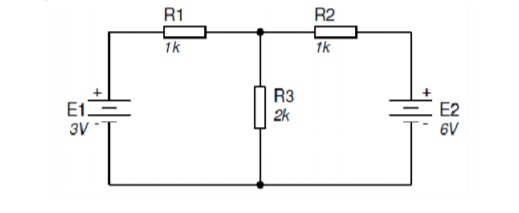 R1
1k
R2
1k
R3
2k
+
E1
3V
-
+
E2
6V
-